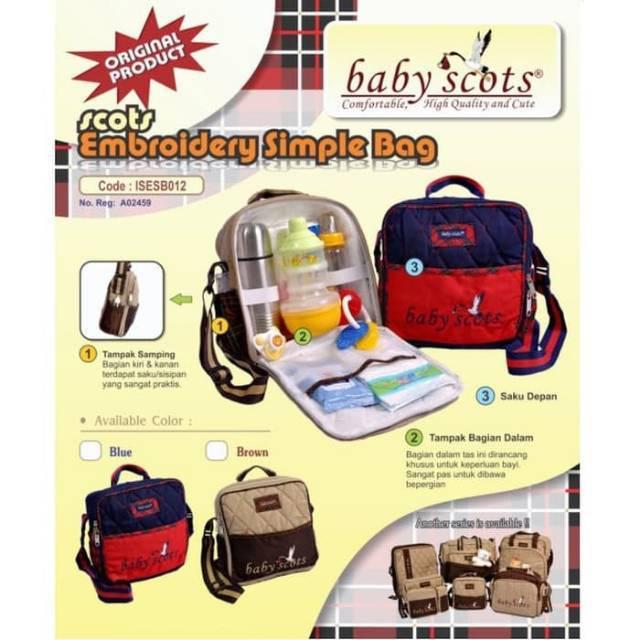 ORIGINAL
PRODUCT
baby scots®
Comfortable, High Quality and Cute
scots
Embroidery Simple Bag
Code : ISESB012
No. Reg: A02459
3
baby scots
1
2
1 Tampak Samping
Bagian kiri & kanan
terdapat saku/sisipan
yang sangat praktis.
3 Saku Depan
• Available Color :
Blue
Brown
2 Tampak Bagian Dalam
Bagian dalam tas ini dirancang
khusus untuk keperluan bayi.
Sangat pas untuk dibawa
bepergian
baby scots
baby scots
Another series is available !!
baby scots